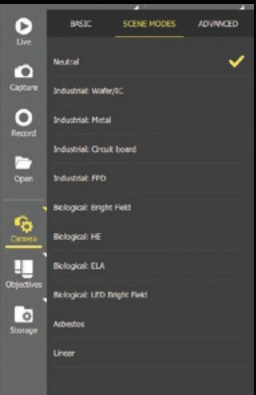 BASIC SCENE MODES ADVANCED
Live
Capture
Record
Open
Camera
Objectives
Storage
Neutral
Industrial: Wafer/IC
Industrial: Metal
Industrial: Circuit board
Industrial: FPD
Biological: Bright Field
Biological: HE
Biological: ELA
Biological: LED Bright Field
Asbestos
Linear